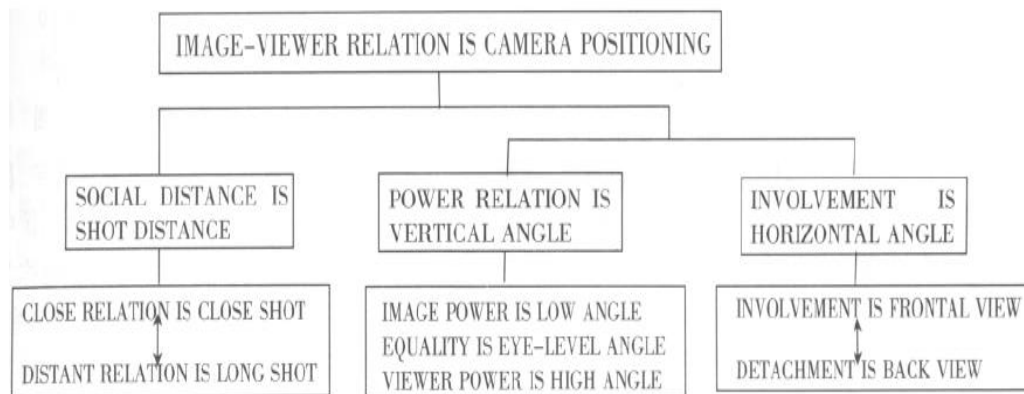 IMAGE-VIEWER RELATION IS CAMERA POSITIONING
SOCIAL DISTANCE IS
SHOT DISTANCE
POWER RELATION IS
VERTICAL ANGLE
INVOLVEMENT IS
HORIZONTAL ANGLE
CLOSE RELATION IS CLOSE SHOT
DISTANT RELATION IS LONG SHOT
IMAGE POWER IS LOW ANGLE
EQUALITY IS EYE-LEVEL ANGLE
VIEWER POWER IS HIGH ANGLE
INVOLVEMENT IS FRONTAL VIEW
DETACHMENT IS BACK VIEW